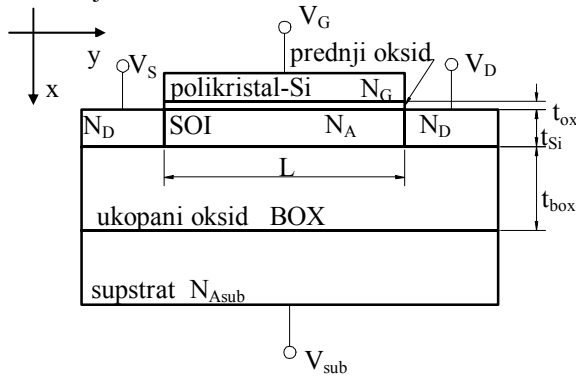 V_G
y
V_S
prednji oksid
V_D
x
polikristal-Si N_G
t_ox
N_D SOI N_A N_D
t_Si
L
t_box
ukopani oksid BOX
supstrat N_Asub
V_sub